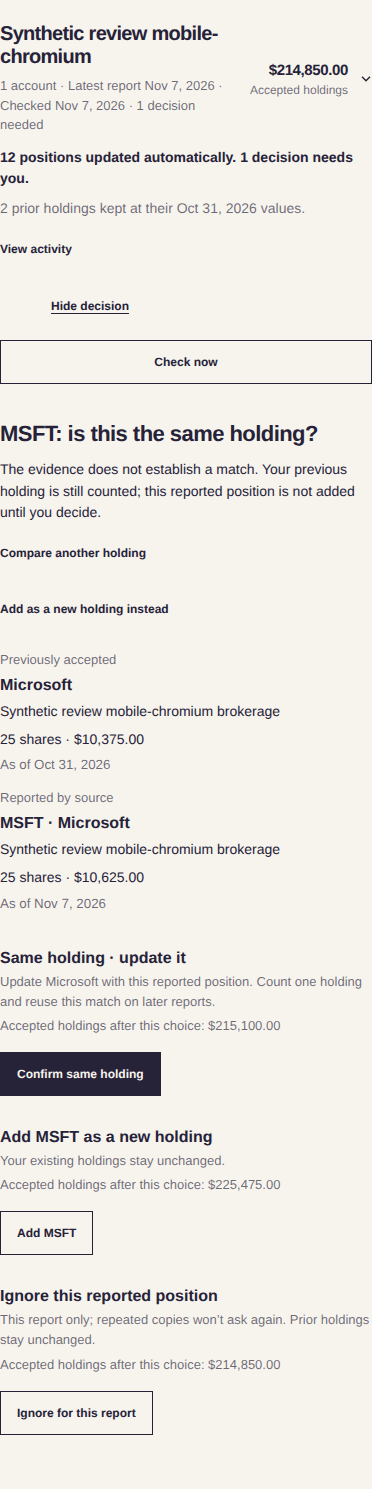 Synthetic review mobile-
chromium
1 account · Latest report Nov 7, 2026 ·
Checked Nov 7, 2026 · 1 decision
needed
$214,850.00
Accepted holdings
12 positions updated automatically. 1 decision needs
you.
2 prior holdings kept at their Oct 31, 2026 values.
View activity
Hide decision
Check now
MSFT: is this the same holding?
The evidence does not establish a match. Your previous
holding is still counted; this reported position is not added
until you decide.
Compare another holding
Add as a new holding instead
Previously accepted
Microsoft
Synthetic review mobile-chromium brokerage
25 shares · $10,375.00
As of Oct 31, 2026
Reported by source
MSFT · Microsoft
Synthetic review mobile-chromium brokerage
25 shares · $10,625.00
As of Nov 7, 2026
Same holding · update it
Update Microsoft with this reported position. Count one holding
and reuse this match on later reports.
Accepted holdings after this choice: $215,100.00
Confirm same holding
Add MSFT as a new holding
Your existing holdings stay unchanged.
Accepted holdings after this choice: $225,475.00
Add MSFT
Ignore this reported position
This report only; repeated copies won’t ask again. Prior holdings
stay unchanged.
Accepted holdings after this choice: $214,850.00
Ignore for this report